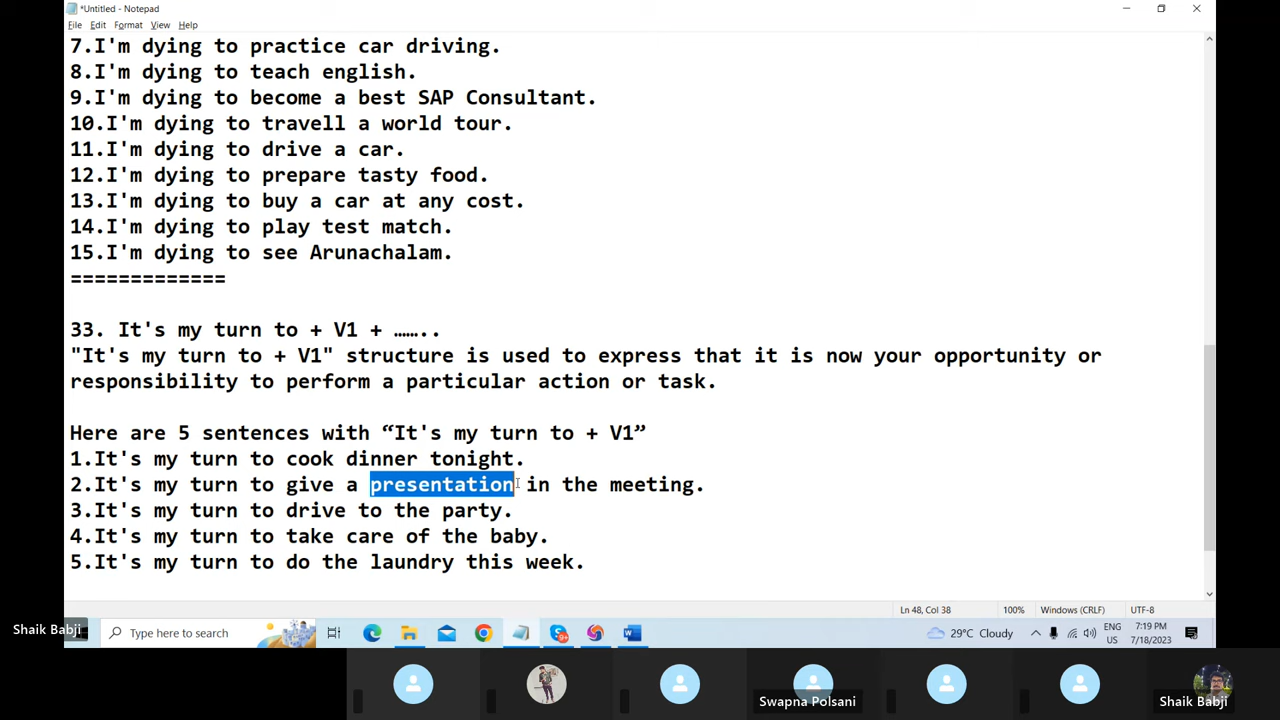 *Untitled - Notepad
File Edit Format View Help
7.I'm dying to practice car driving.
8.I'm dying to teach english.
9.I'm dying to become a best SAP Consultant.
10.I'm dying to travell a world tour.
11.I'm dying to drive a car.
12.I'm dying to prepare tasty food.
13.I'm dying to buy a car at any cost.
14.I'm dying to play test match.
15.I'm dying to see Arunachalam.
=============
33. It's my turn to + V1 + ……..
"It's my turn to + V1" structure is used to express that it is now your opportunity or
responsibility to perform a particular action or task.
Here are 5 sentences with “It's my turn to + V1”
1.It's my turn to cook dinner tonight.
2.It's my turn to give a presentation in the meeting.
3.It's my turn to drive to the party.
4.It's my turn to take care of the baby.
5.It's my turn to do the laundry this week.
Ln 48, Col 38 100% Windows (CRLF) UTF-8
Shaik Babji
Type here to search
29°C Cloudy
ENG
US
7:19 PM
7/18/2023
Swapna Polsani
Shaik Babji